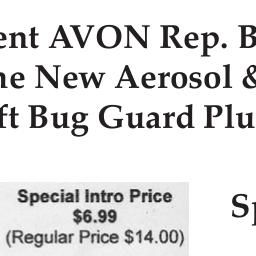 ent AVON Rep. B
ne New Aerosol &
ft Bug Guard Plu
Special Intro Price
$6.99
(Regular Price $14.00)
Sp